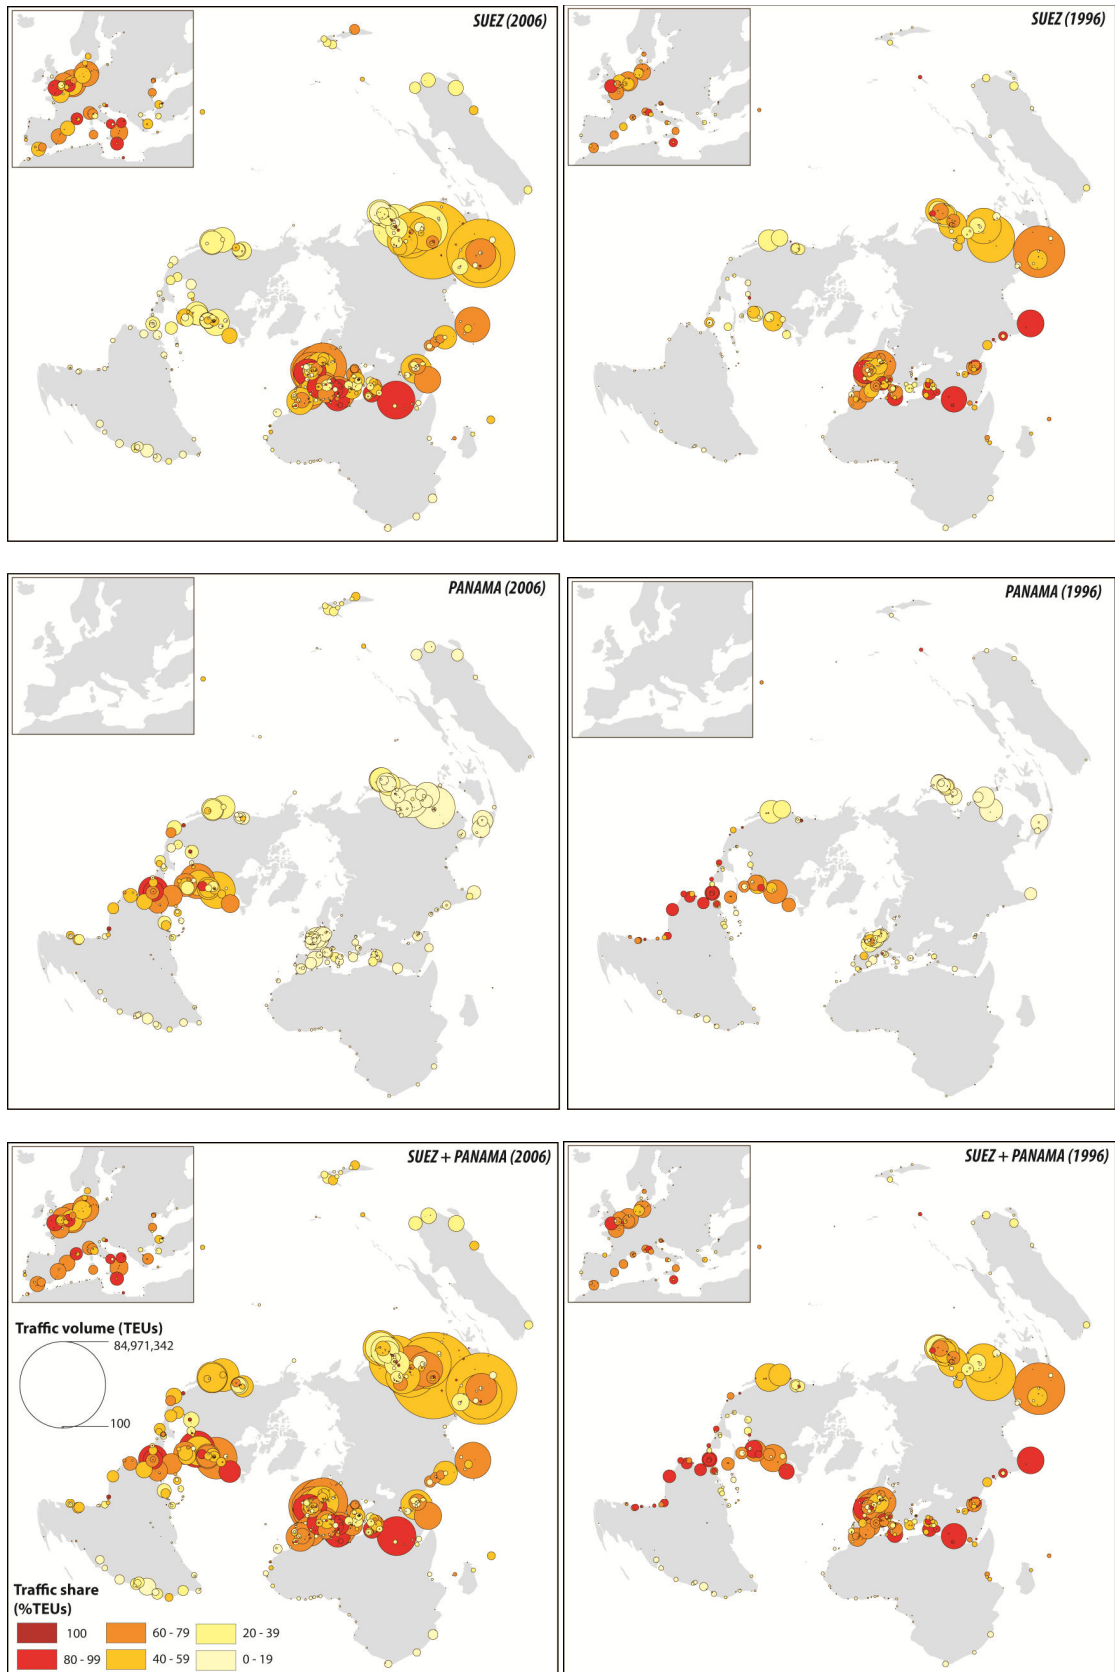 SUEZ (2006)
SUEZ (1996)
PANAMA (2006)
PANAMA (1996)
SUEZ + PANAMA (2006)
SUEZ + PANAMA (1996)
Traffic volume (TEUs)
84,971,342
100
Traffic share
(%TEUs)
100
60 - 79
20 - 39
80 - 99
40 - 59
0 - 19